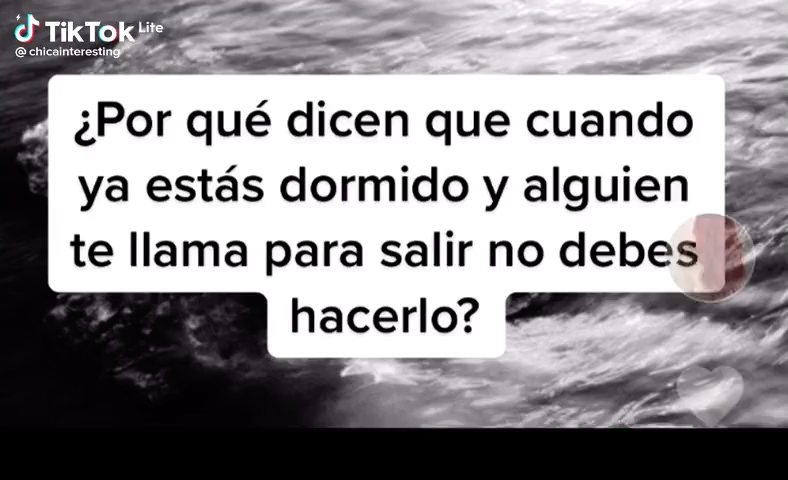 TikTok Lite
@chicainteresting
¿Por qué dicen que cuando
ya estás dormido y alguien
te llama para salir no debes
hacerlo?